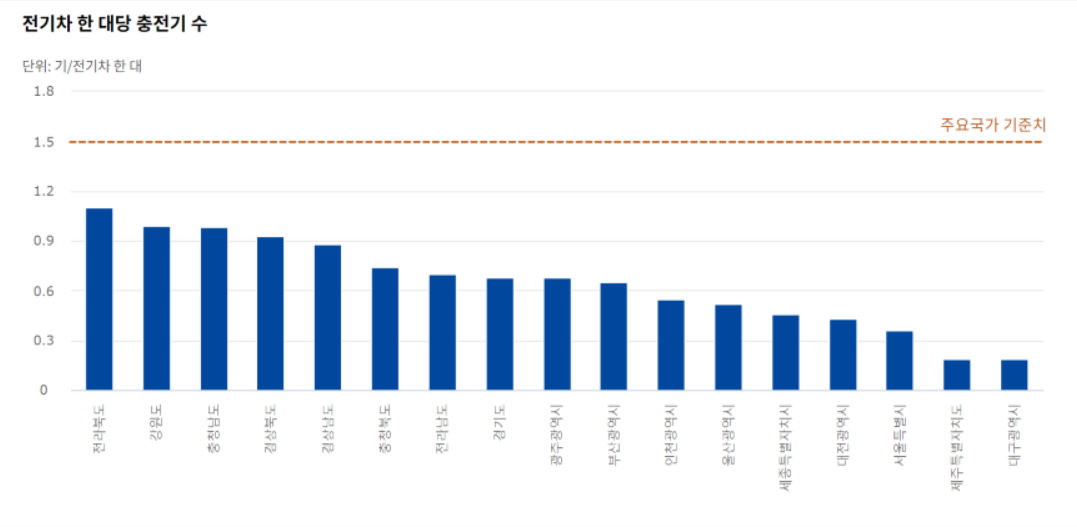 전기차 한 대당 충전기 수
단위: 기/전기차 한 대
1.8
주요국가 기준치
1.5
1.2
0.9
0.6
0.3
0
전라북도
강원도
충청남도
경상북도
경상남도
충청북도
전라남도
경기도
광주광역시
부산광역시
인천광역시
울산광역시
세종특별자치시
대전광역시
서울특별시
제주특별자치도
대구광역시